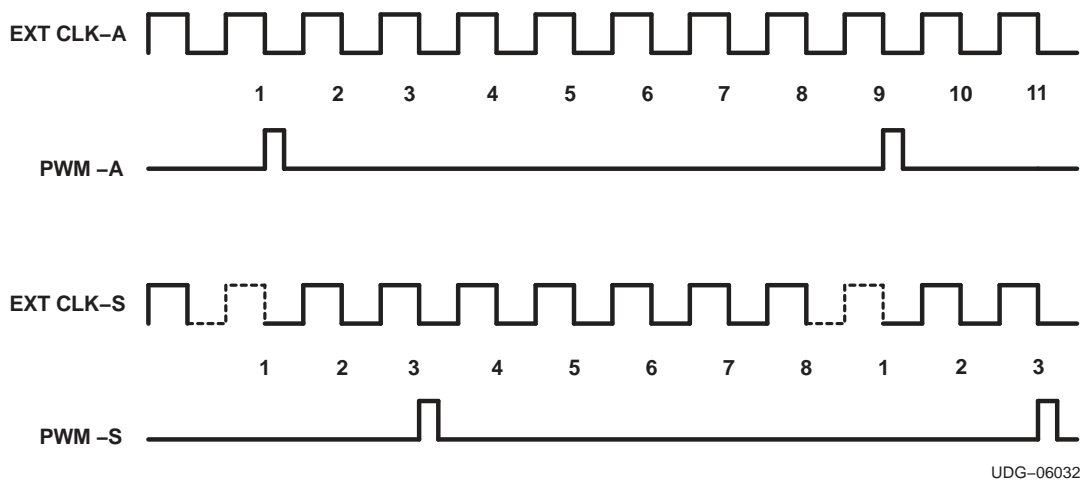 EXT CLK–A
1 2 3 4 5 6 7 8 9 10 11
PWM –A
EXT CLK–S
1 2 3 4 5 6 7 8 1 2 3
PWM –S
UDG–06032